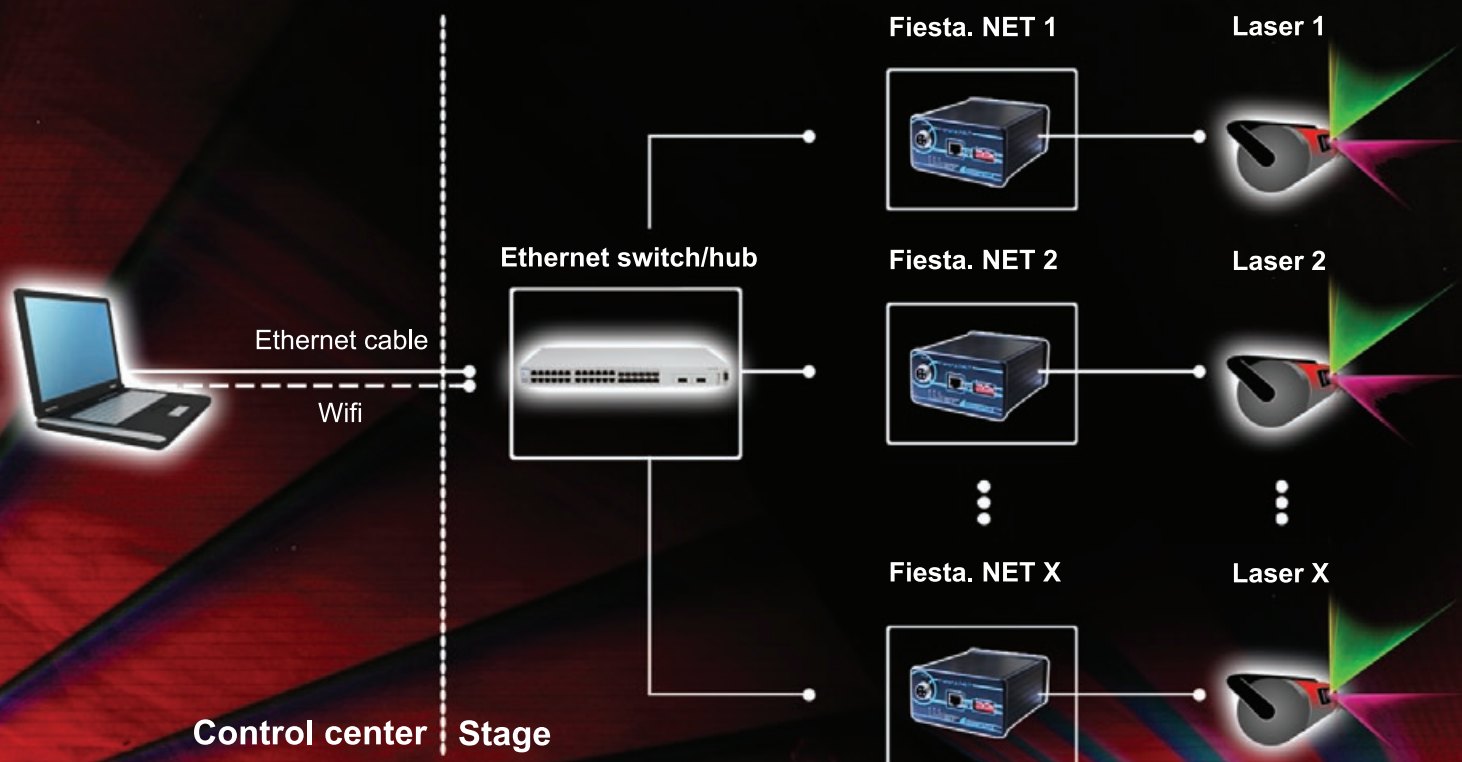 Fiesta. NET 1
Laser 1
Ethernet switch/hub
Fiesta. NET 2
Laser 2
Ethernet cable
Wifi
Fiesta. NET X
Laser X
Control center
Stage